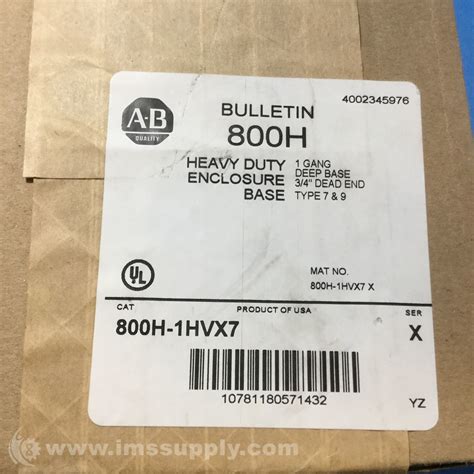 4002345976
A-B
QUALITY
BULLETIN
800H
HEAVY DUTY
ENCLOSURE
BASE
1 GANG
DEEP BASE
3/4" DEAD END
TYPE 7 & 9
UL
MAT NO.
800H-1HVX7 X
CAT
PRODUCT OF USA
SER
800H-1HVX7
X
10781180571432
YZ
www.imssupply.com